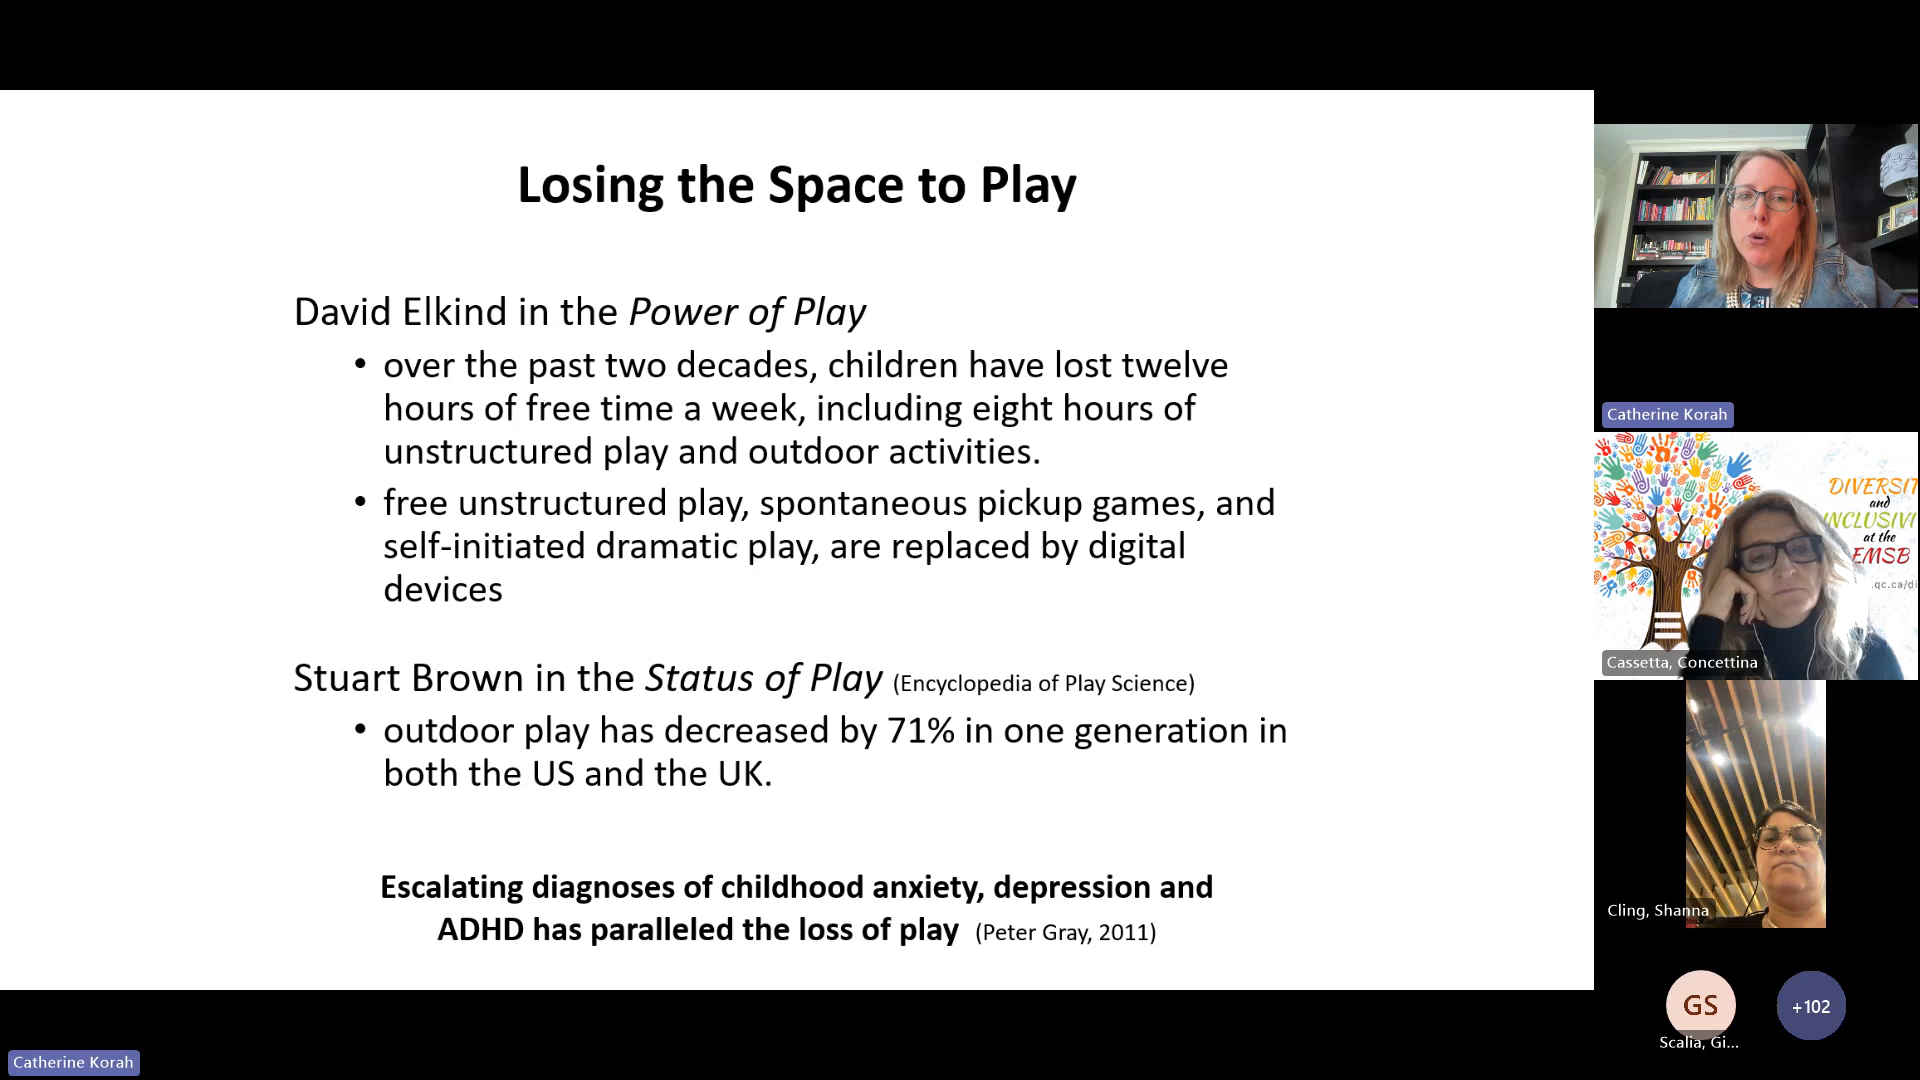 Losing the Space to Play
David Elkind in the Power of Play
• over the past two decades, children have lost twelve
hours of free time a week, including eight hours of
unstructured play and outdoor activities.
• free unstructured play, spontaneous pickup games, and
self-initiated dramatic play, are replaced by digital
devices
Stuart Brown in the Status of Play (Encyclopedia of Play Science)
• outdoor play has decreased by 71% in one generation in
both the US and the UK.
Escalating diagnoses of childhood anxiety, depression and
ADHD has paralleled the loss of play (Peter Gray, 2011)
Catherine Korah
Catherine Korah
DIVERSIT
and
INCLUSIVI
at the
EMSB
.qc.ca/di
Cassetta, Concettina
Cling, Shanna
GS
Scalia, Gi...
+102